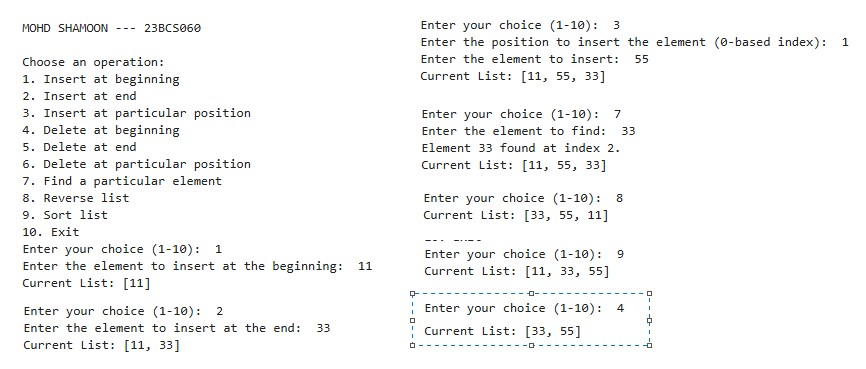 MOHD SHAMOON --- 23BCS060
Choose an operation:
1. Insert at beginning
2. Insert at end
3. Insert at particular position
4. Delete at beginning
5. Delete at end
6. Delete at particular position
7. Find a particular element
8. Reverse list
9. Sort list
10. Exit
Enter your choice (1-10): 1
Enter the element to insert at the beginning: 11
Current List: [11]
Enter your choice (1-10): 2
Enter the element to insert at the end: 33
Current List: [11, 33]
Enter your choice (1-10): 3
Enter the position to insert the element (0-based index): 1
Enter the element to insert: 55
Current List: [11, 55, 33]
Enter your choice (1-10): 7
Enter the element to find: 33
Element 33 found at index 2.
Current List: [11, 55, 33]
Enter your choice (1-10): 8
Current List: [33, 55, 11]
Enter your choice (1-10): 9
Current List: [11, 33, 55]
Enter your choice (1-10): 4
Current List: [33, 55]